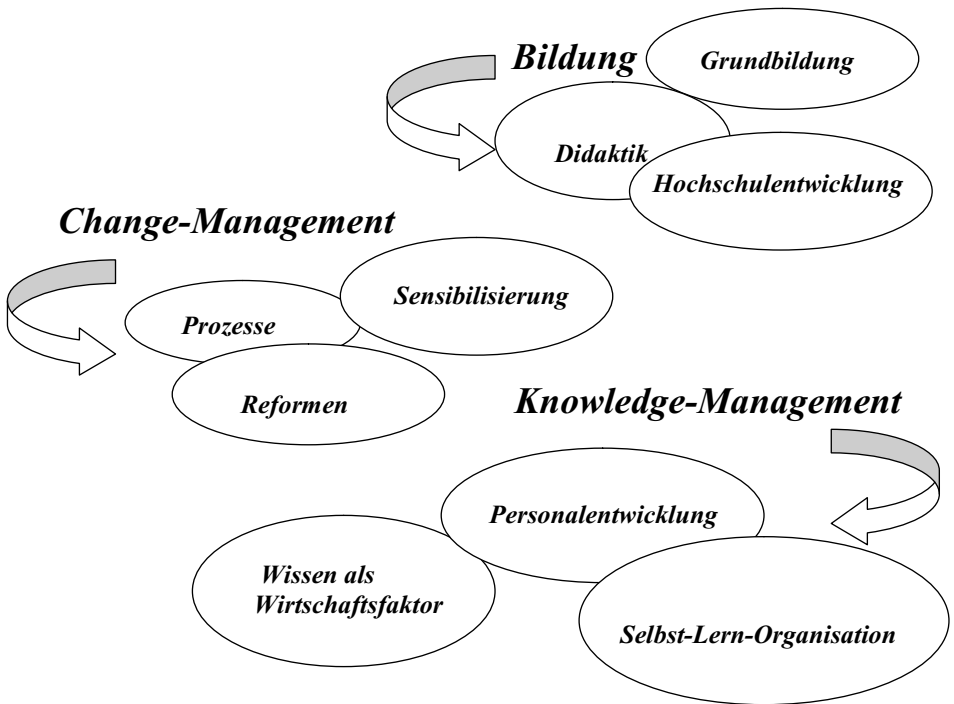 Bildung
Grundbildung
Didaktik
Hochschulentwicklung
Change-Management
Sensibilisierung
Prozesse
Reformen
Knowledge-Management
Personalentwicklung
Wissen als
Wirtschaftsfaktor
Selbst-Lern-Organisation